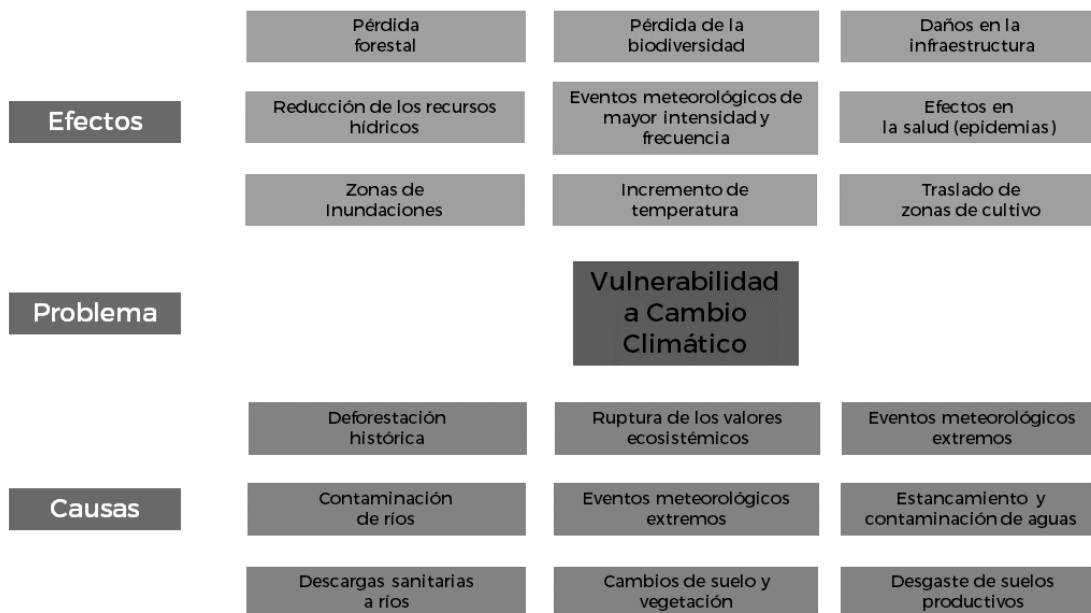 Pérdida
forestal
Pérdida de la
biodiversidad
Daños en la
infraestructura
Efectos
Reducción de los recursos
hídricos
Eventos meteorológicos de
mayor intensidad y
frecuencia
Efectos en
la salud (epidemias)
Zonas de
Inundaciones
Incremento de
temperatura
Traslado de
zonas de cultivo
Problema
Vulnerabilidad
a Cambio
Climático
Deforestación
histórica
Ruptura de los valores
ecosistémicos
Eventos meteorológicos
extremos
Causas
Contaminación
de ríos
Eventos meteorológicos
extremos
Estancamiento y
contaminación de aguas
Descargas sanitarias
a ríos
Cambios de suelo y
vegetación
Desgaste de suelos
productivos